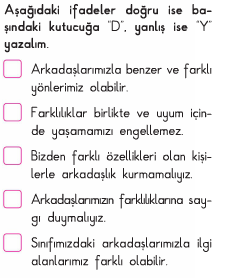 Aşağıdaki ifadeler doğru ise ba-
şındaki kutucuğa "D", yanlış ise "Y"
yazalım.
Arkadaşlarımızla benzer ve farklı
yönlerimiz olabilir.
Farklılıklar birlikte ve uyum için-
de yaşamamızı engellemez.
Bizden farklı özellikleri olan kişi-
lerle arkadaşlık kurmamalıyız.
Arkadaşlarımızın farklılıklarına say-
gı duymalıyız.
Sınıfımızdaki arkadaşlarımızla ilgi
alanlarımız farklı olabilir.